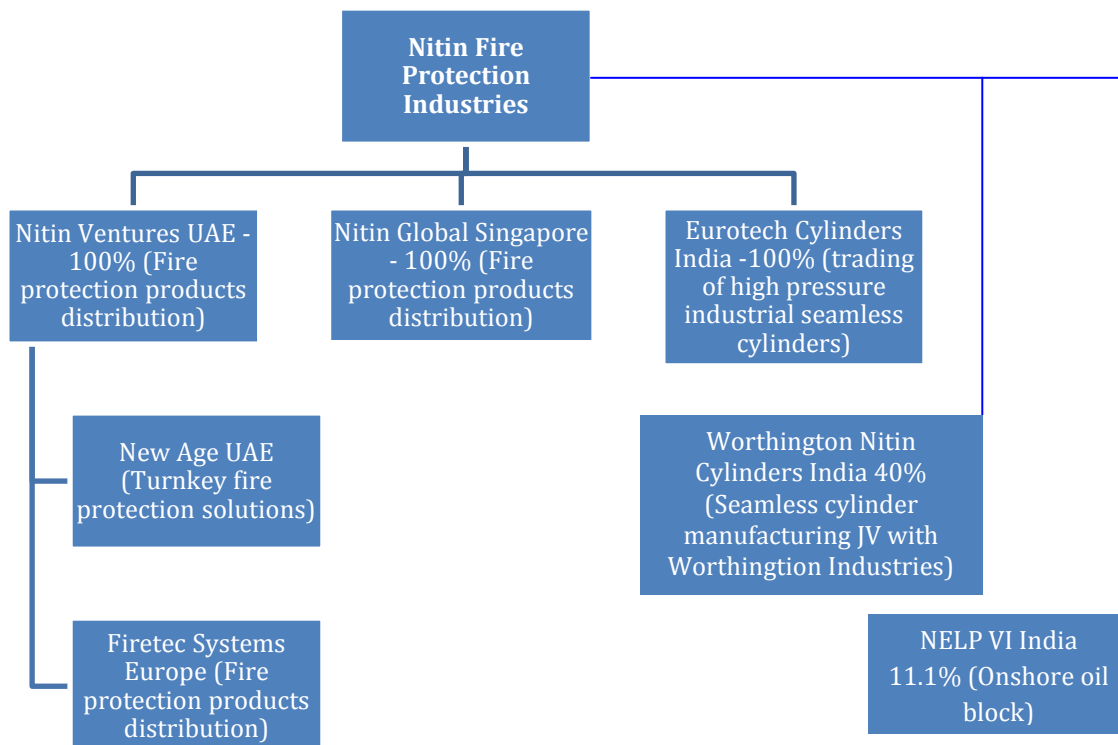 Nitin Fire
Protection
Industries
Nitin Ventures UAE -
100% (Fire
protection products
distribution)
Nitin Global Singapore
- 100% (Fire
protection products
distribution)
Eurotech Cylinders
India -100% (trading
of high pressure
industrial seamless
cylinders)
New Age UAE
(Turnkey fire
protection solutions)
Worthington Nitin
Cylinders India 40%
(Seamless cylinder
manufacturing JV with
Worthingtion Industries)
Firetec Systems
Europe (Fire
protection products
distribution)
NELP VI India
11.1% (Onshore oil
block)